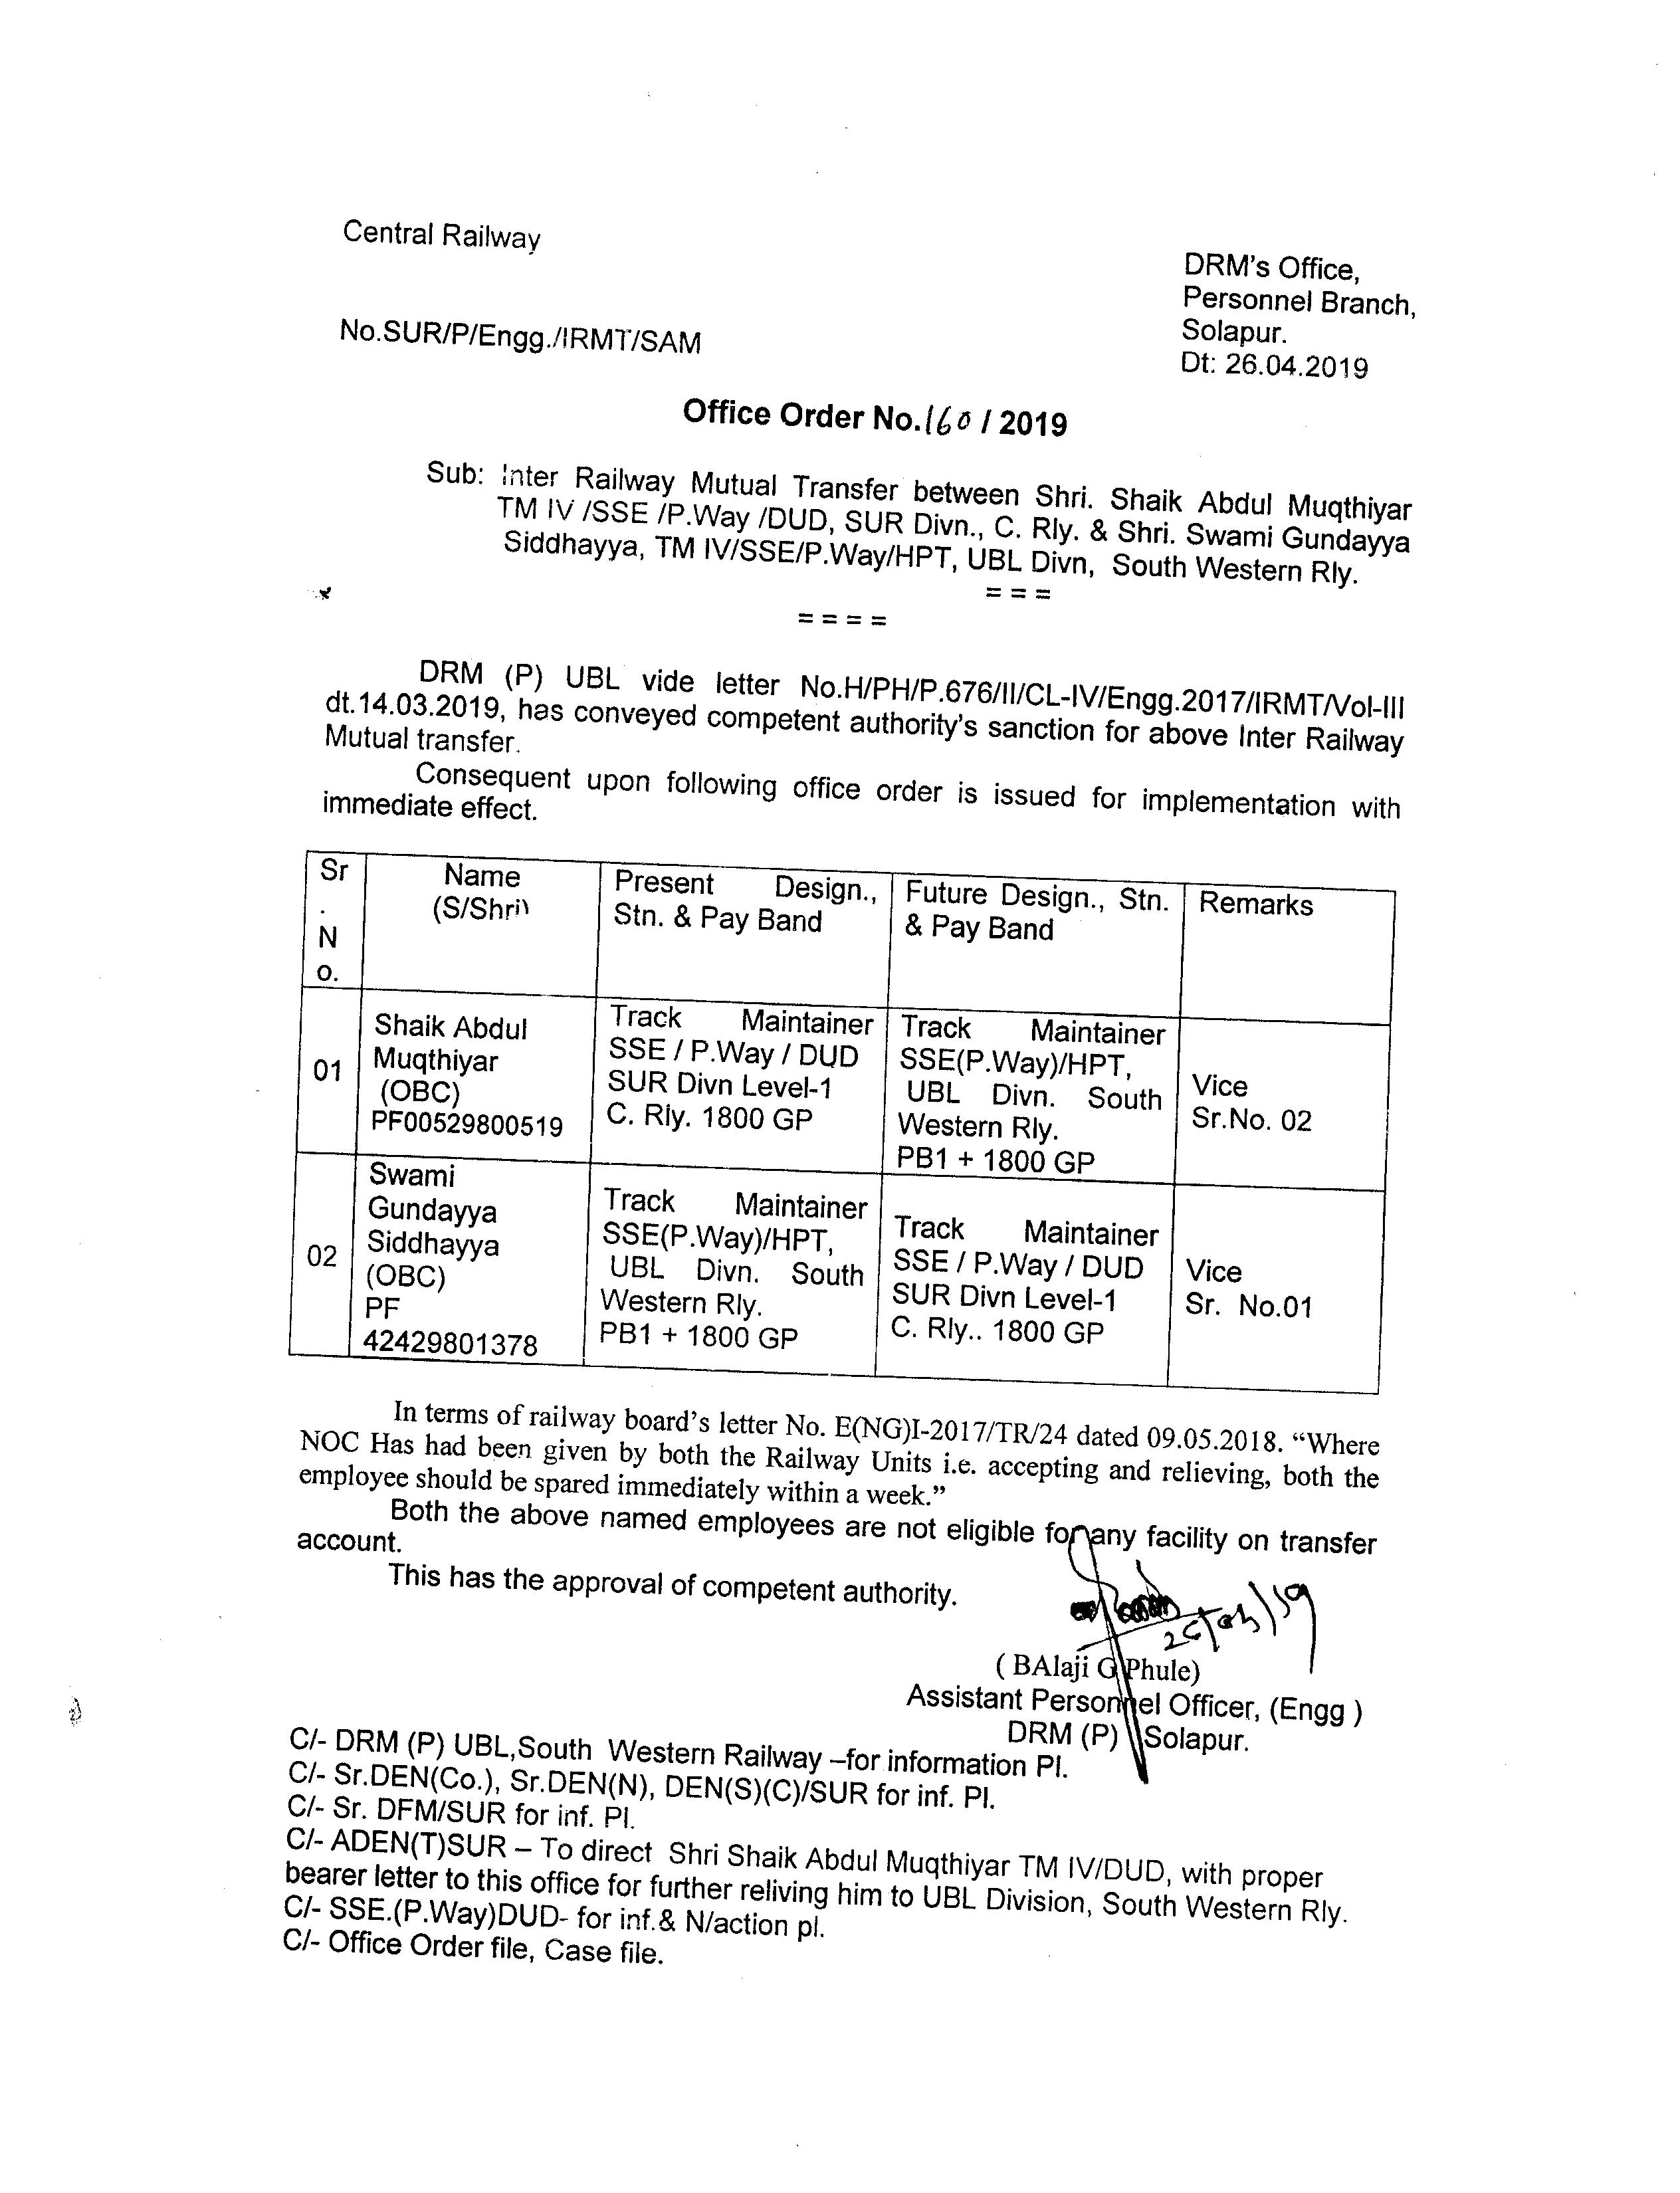 Central Railway
DRM's Office,
Personnel Branch,
Solapur.
No.SUR/P/Engg./IRMT/SAM
Dt: 26.04.2019
Office Order No.160 / 2019
Sub: Inter Railway Mutual Transfer between Shri. Shaik Abdul Muqthiyar
TM IV /SSE /P.Way /DUD, SUR Divn., C. Rly. & Shri. Swami Gundayya
Siddhayya, TM IV/SSE/P.Way/HPT, UBL Divn, South Western Rly.
= = =
= = = =
DRM (P) UBL vide letter No.H/PH/P.676/II/CL-IV/Engg.2017/IRMT/Vol-III
dt.14.03.2019, has conveyed competent authority's sanction for above Inter Railway
Mutual transfer.
Consequent upon following office order is issued for implementation with
immediate effect.
Sr
.
N
o.
Name
(S/Shri)
Present Design.,
Stn. & Pay Band
Future Design., Stn.
& Pay Band
Remarks
01
Shaik Abdul
Muqthiyar
(OBC)
PF00529800519
Track Maintainer
SSE / P.Way / DUD
SUR Divn Level-1
C. Rly. 1800 GP
Track Maintainer
SSE(P.Way)/HPT,
UBL Divn. South
Western Rly.
PB1 + 1800 GP
Vice
Sr.No. 02
02
Swami
Gundayya
Siddhayya
(OBC)
PF
42429801378
Track Maintainer
SSE(P.Way)/HPT,
UBL Divn. South
Western Rly.
PB1 + 1800 GP
Track Maintainer
SSE / P.Way / DUD
SUR Divn Level-1
C. Rly.. 1800 GP
Vice
Sr. No.01
In terms of railway board's letter No. E(NG)I-2017/TR/24 dated 09.05.2018. “Where
NOC Has had been given by both the Railway Units i.e. accepting and relieving, both the
employee should be spared immediately within a week.”
Both the above named employees are not eligible for any facility on transfer
account.
This has the approval of competent authority.
( BAlaji G Phule)
Assistant Personnel Officer, (Engg )
DRM (P) Solapur.
C/- DRM (P) UBL,South Western Railway –for information Pl.
C/- Sr.DEN(Co.), Sr.DEN(N), DEN(S)(C)/SUR for inf. Pl.
C/- Sr. DFM/SUR for inf. Pl.
C/- ADEN(T)SUR – To direct Shri Shaik Abdul Muqthiyar TM IV/DUD, with proper
bearer letter to this office for further reliving him to UBL Division, South Western Rly.
C/- SSE.(P.Way)DUD- for inf.& N/action pl.
C/- Office Order file, Case file.